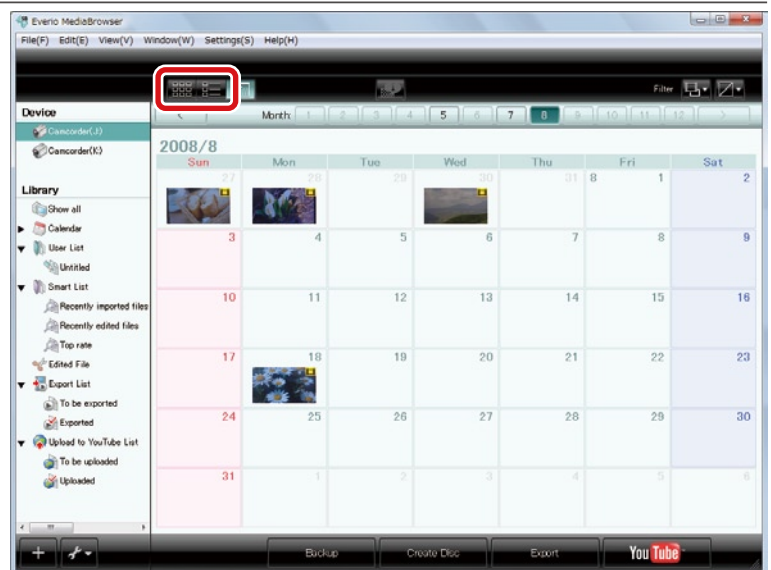 Everio MediaBrowser
File(F) Edit(E) View(V) Window(W) Settings(S) Help(H)
Filter
Device
Camcorder(J:)
Camcorder(K:)
Library
Show all
Calendar
User List
Untitled
Smart List
Recently imported files
Recently edited files
Top rate
Edited File
Export List
To be exported
Exported
Upload to YouTube List
To be uploaded
Uploaded
< Month: 1 2 3 4 5 6 7 8 9 10 11 12 >
2008/8
Sun Mon Tue Wed Thu Fri Sat
27 28 29 30 31 8 1 2
3 4 5 6 7 8 9
10 11 12 13 14 15 16
17 18 19 20 21 22 23
24 25 26 27 28 29 30
31 1 2 3 4 5 6
Backup Create Disc Export YouTube